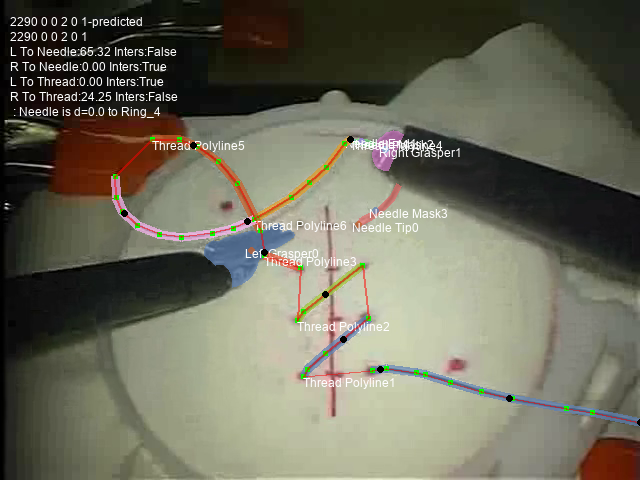 2290 0 0 2 0 1-predicted
2290 0 0 2 0 1
L To Needle:65.32 Inters:False
R To Needle:0.00 Inters:True
L To Thread:0.00 Inters:True
R To Thread:24.25 Inters:False
: Needle is d=0.0 to Ring_4
Thread Polyline5
Right Grasper1
Needle Mask3
Needle Tip0
Thread Polyline6
Left Grasper0
Thread Polyline3
Thread Polyline2
Thread Polyline1